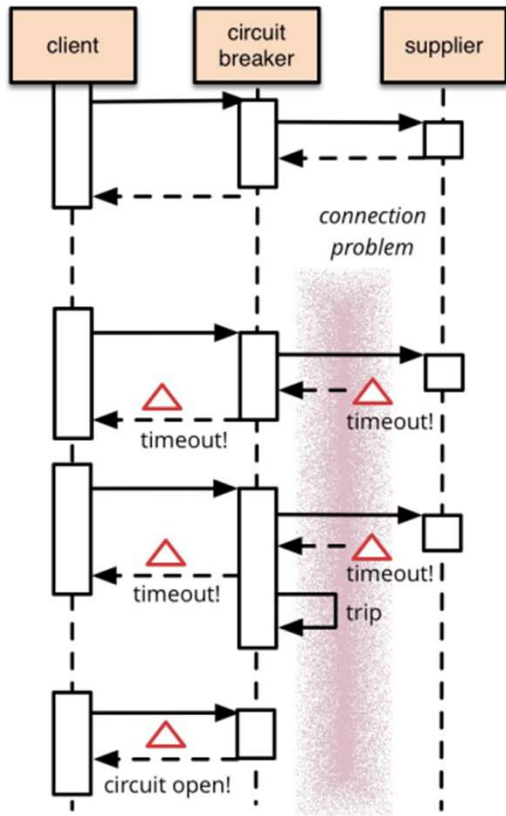 client
circuit
breaker
supplier
connection
problem
timeout!
timeout!
timeout!
timeout!
trip
circuit open!